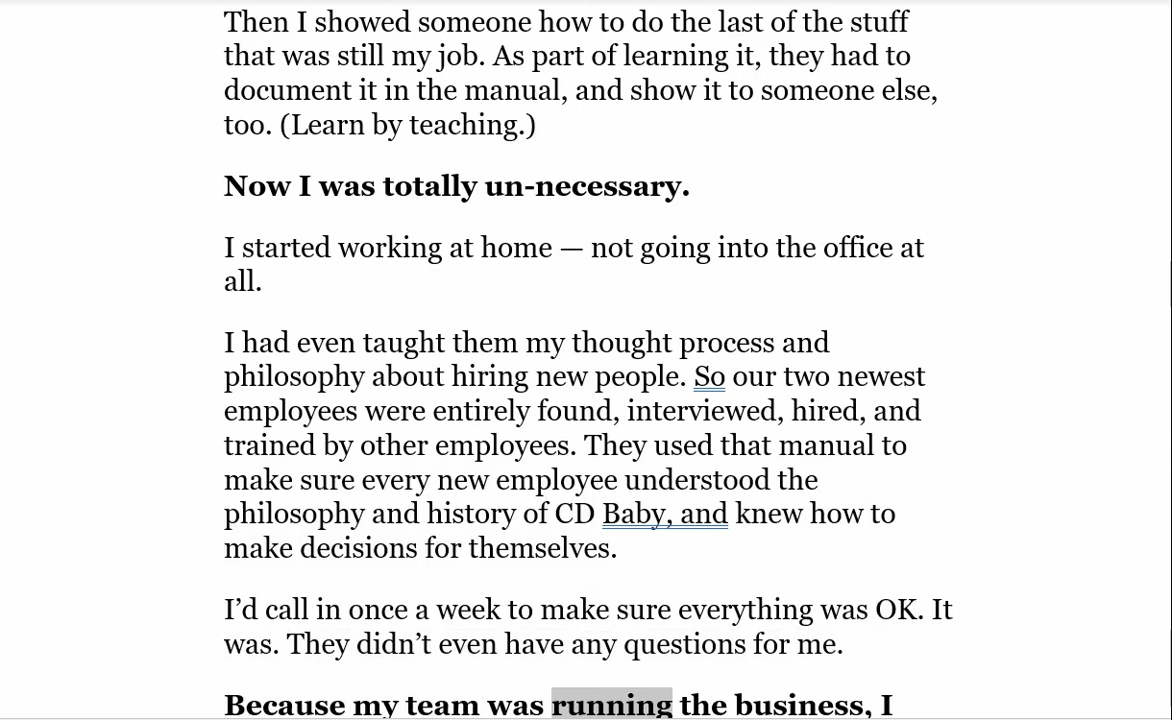 Then I showed someone how to do the last of the stuff
that was still my job. As part of learning it, they had to
document it in the manual, and show it to someone else,
too. (Learn by teaching.)
Now I was totally un-necessary.
I started working at home — not going into the office at
all.
I had even taught them my thought process and
philosophy about hiring new people. So our two newest
employees were entirely found, interviewed, hired, and
trained by other employees. They used that manual to
make sure every new employee understood the
philosophy and history of CD Baby, and knew how to
make decisions for themselves.
I’d call in once a week to make sure everything was OK. It
was. They didn’t even have any questions for me.
Because my team was running the business, I